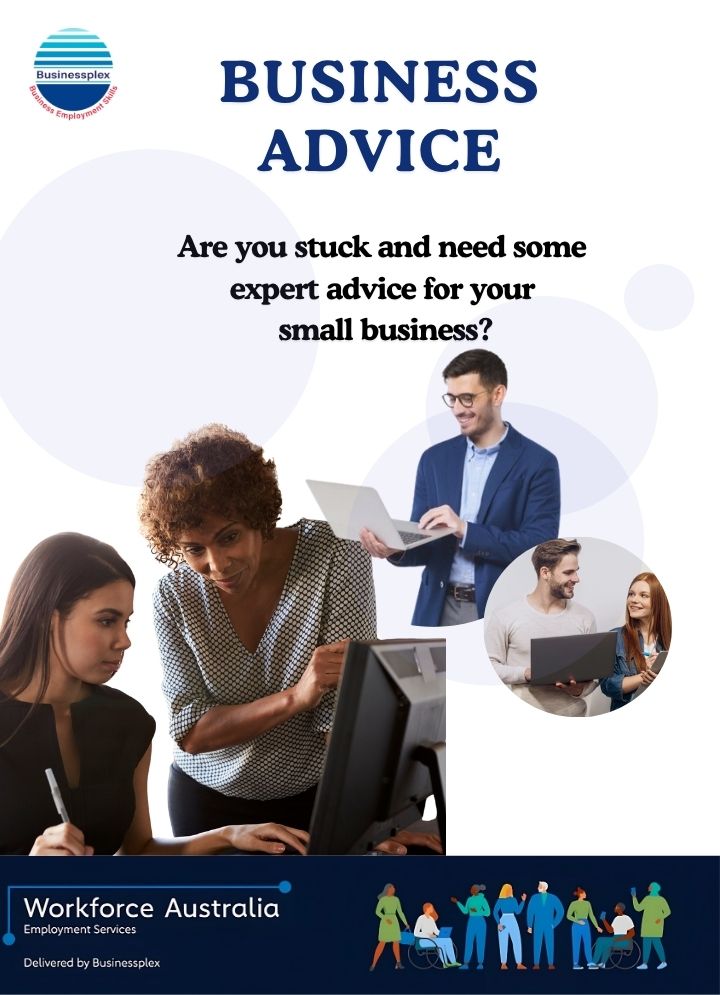 Businessplex
Business Employment Skills
BUSINESS
ADVICE
Are you stuck and need some
expert advice for your
small business?
Workforce Australia
Employment Services
Delivered by Businessplex